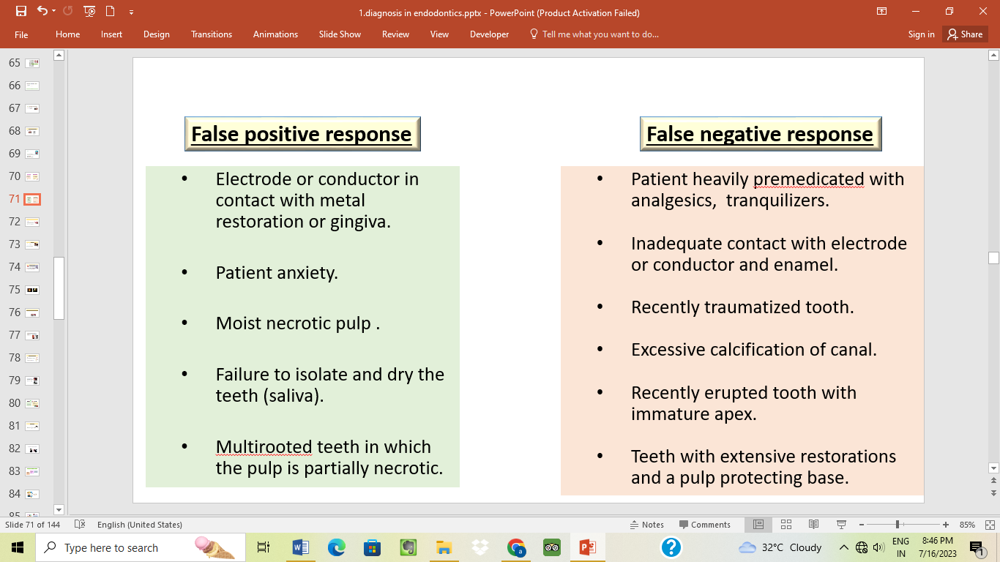 1.diagnosis in endodontics.pptx - PowerPoint (Product Activation Failed)
File Home Insert Design Transitions Animations Slide Show Review View Developer Tell me what you want to do... Sign in Share
65
66
67
68
69
70
71
72
73
74
75
76
77
78
79
80
81
82
83
84
False positive response
• Electrode or conductor in
contact with metal
restoration or gingiva.
• Patient anxiety.
• Moist necrotic pulp .
• Failure to isolate and dry the
teeth (saliva).
• Multirooted teeth in which
the pulp is partially necrotic.
False negative response
• Patient heavily premedicated with
analgesics,  tranquilizers.
• Inadequate contact with electrode
or conductor and enamel.
• Recently traumatized tooth.
• Excessive calcification of canal.
• Recently erupted tooth with
immature apex.
• Teeth with extensive restorations
and a pulp protecting base.
Slide 71 of 144 English (United States) Notes Comments 85%
Type here to search 32°C Cloudy ENG 8:46 PM
IN 7/16/2023 1